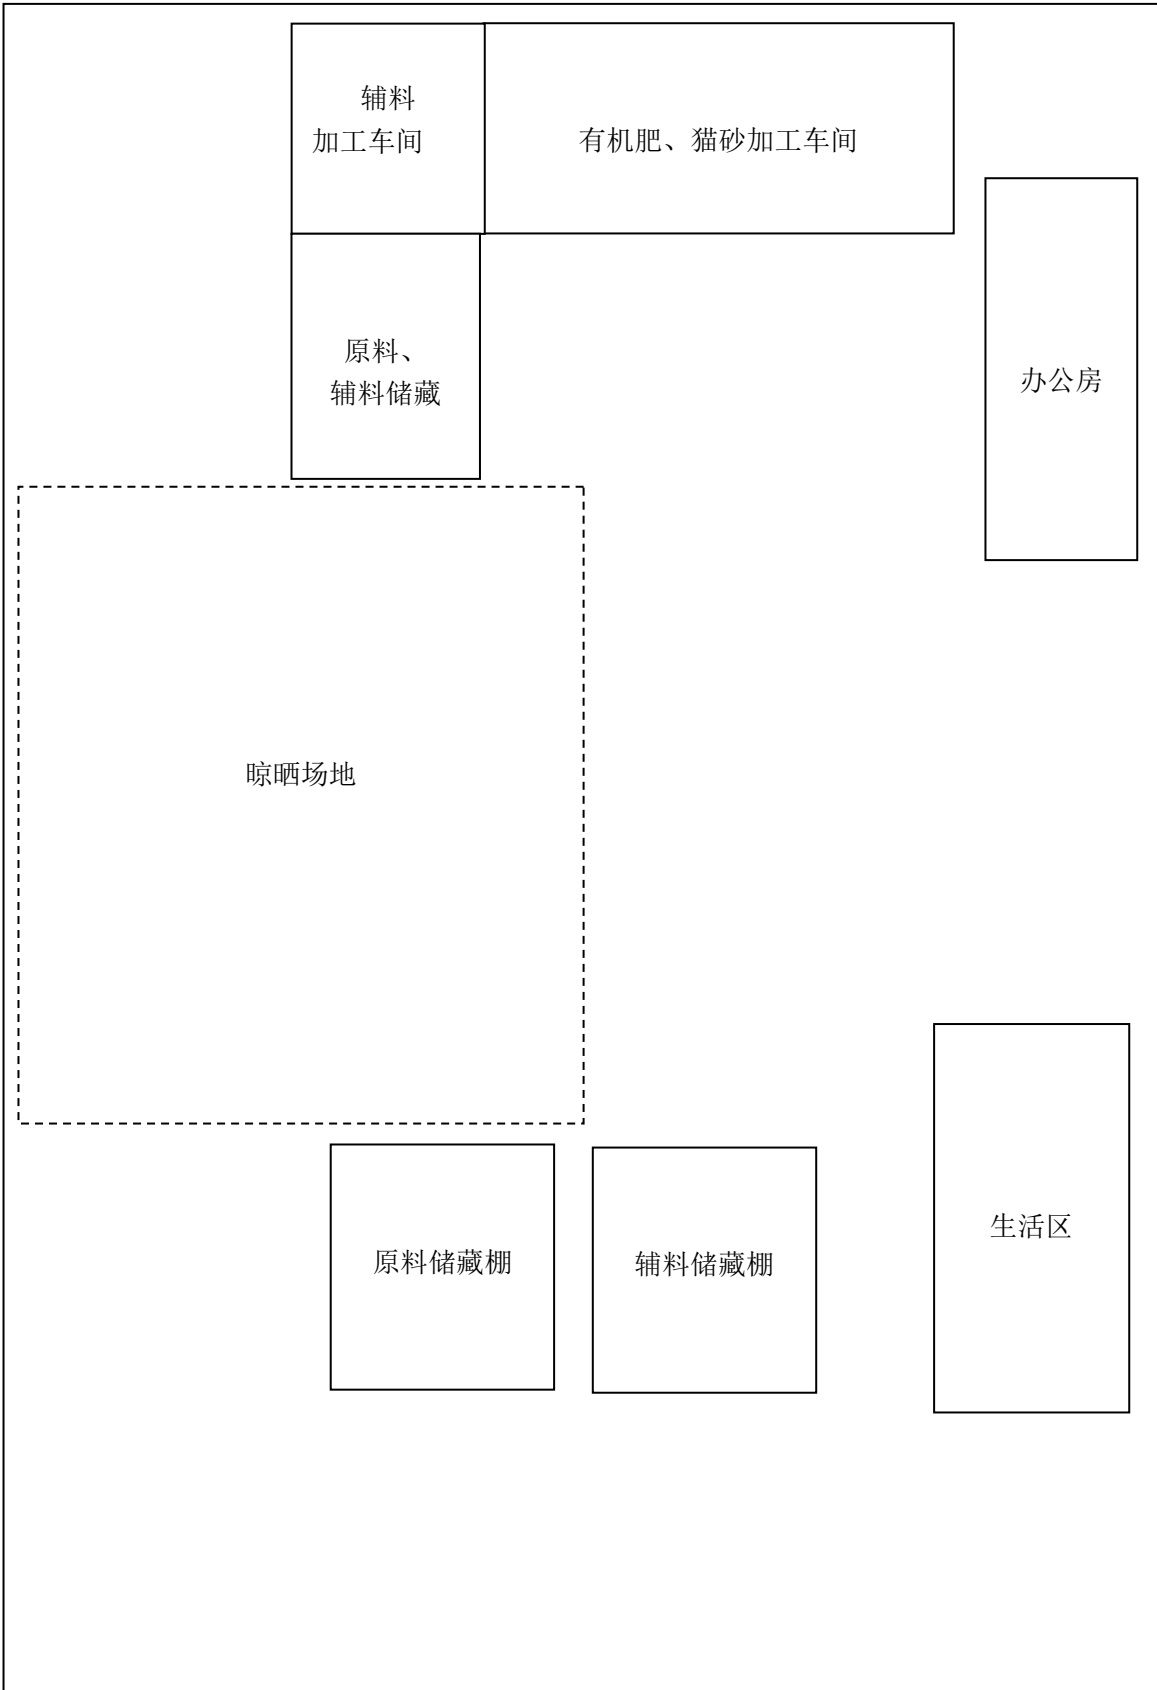 辅料
加工车间
有机肥、猫砂加工车间
原料、
辅料储藏
办公房
晾晒场地
原料储藏棚
辅料储藏棚
生活区